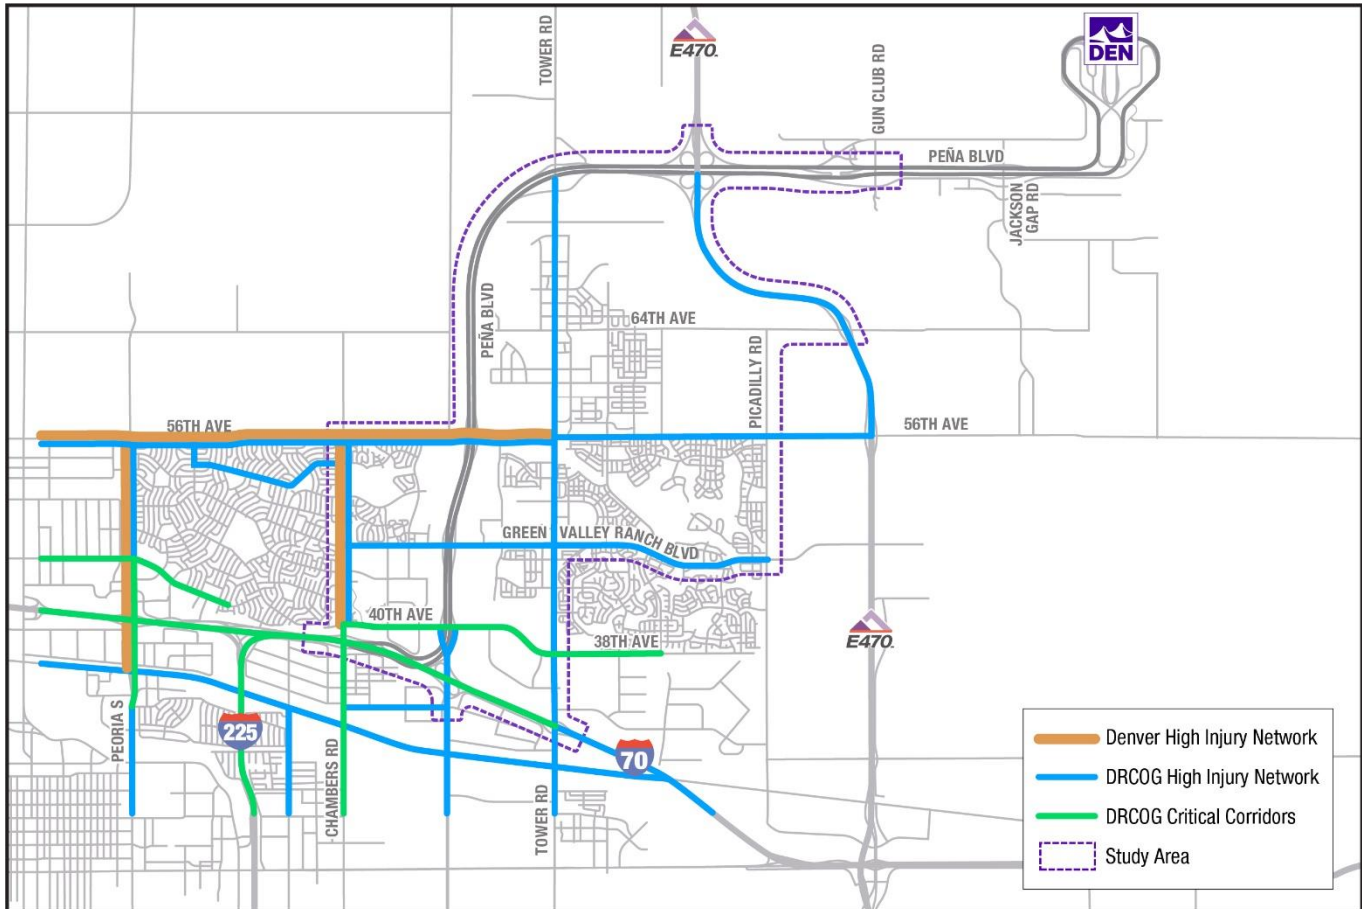 TOWER RD
E470
GUN CLUB RD
DEN
PEÑA BLVD
JACKSON
GAP RD
PEÑA BLVD
64TH AVE
PICADILLY RD
56TH AVE
56TH AVE
GREEN VALLEY RANCH BLVD
40TH AVE
38TH AVE
E470
PEORIA S
225
CHAMBERS RD
70
TOWER RD
Denver High Injury Network
DRCOG High Injury Network
DRCOG Critical Corridors
Study Area